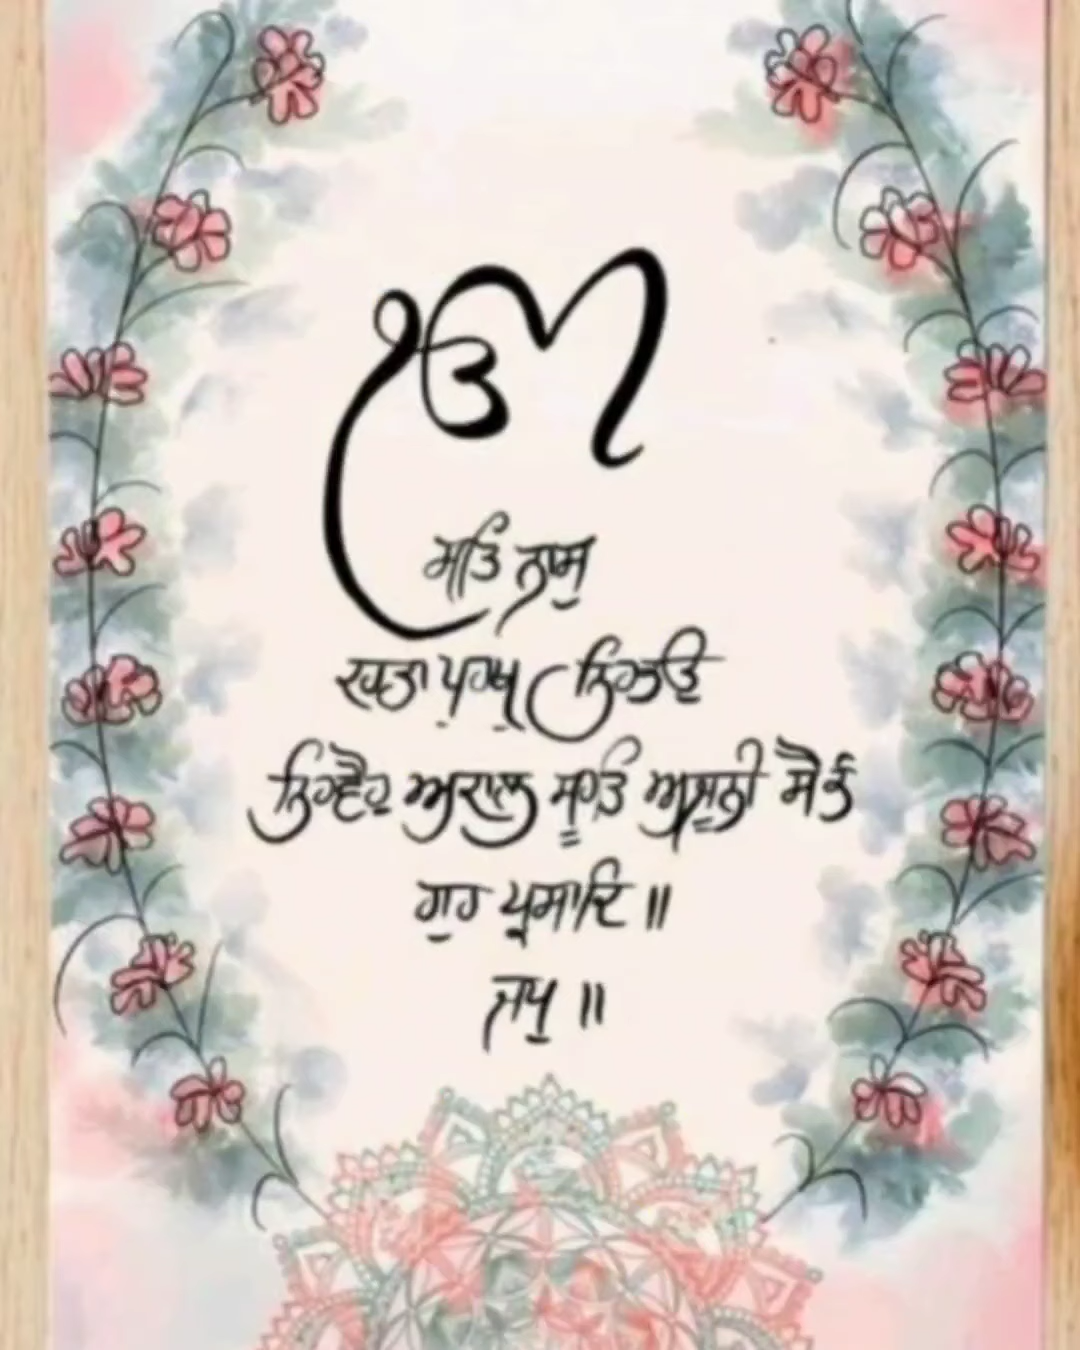 ੴ
ਸਤਿ ਨਾਮੁ
ਕਰਤਾ ਪੁਰਖੁ ਨਿਰਭਉ
ਨਿਰਵੈਰੁ ਅਕਾਲ ਮੂਰਤਿ ਅਜੂਨੀ ਸੈਭੰ
ਗੁਰ ਪ੍ਰਸਾਦਿ ॥
ਜਪੁ ॥